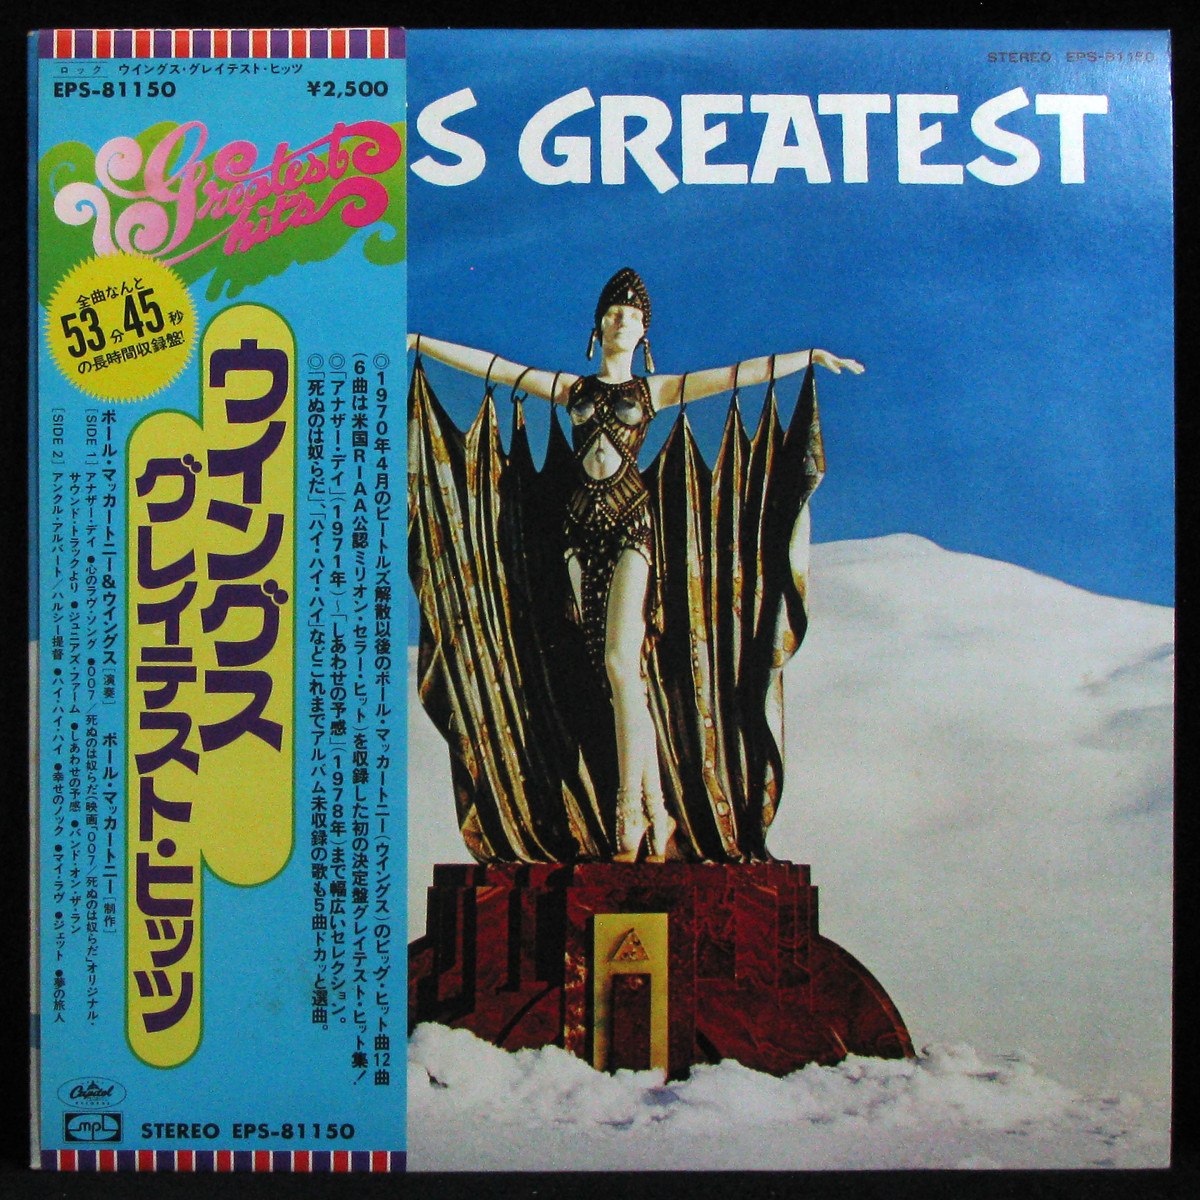 ロック ウイングス・グレイテスト・ヒッツ
EPS-81150 ¥2,500
Greatest
hits
全曲なんと
53分45秒
の長時間収録盤!
ウイングス
グレイテスト・ヒッツ
◎1970年4月のビートルズ解散以後のポール・マッカートニー(ウイングス)のビッグ・ヒット曲12曲
(6曲は米国RIAA公認ミリオン・セラー・ヒット)を収録した初の決定盤グレイテスト・ヒット集!
◎「アナザー・デイ」(1971年)~「しあわせの予感」(1978年)まで幅広いセレクション。
◎「死ぬのは奴らだ」、「ハイ・ハイ・ハイ」などこれまでアルバム未収録の歌も5曲ドカッと選曲。
ポール・マッカートニー&ウイングス[演奏] ポール・マッカートニー[制作]
[SIDE 1]アナザー・デイ ●心のラヴ・ソング ●007/死ぬのは奴らだ(映画「007/死ぬのは奴らだ」オリジナル・
サウンド・トラックより ●ジュニアズ・ファーム ●しあわせの予感 ●バンド・オン・ザ・ラン
[SIDE 2]アンクル・アルバート/ハルシー提督 ●ハイ・ハイ・ハイ ●幸せのノック ●マイ・ラヴ ●ジェット ●夢の旅人
Capitol
RECORDS
mpl
STEREO EPS-81150
STEREO EPS-81150
S GREATEST